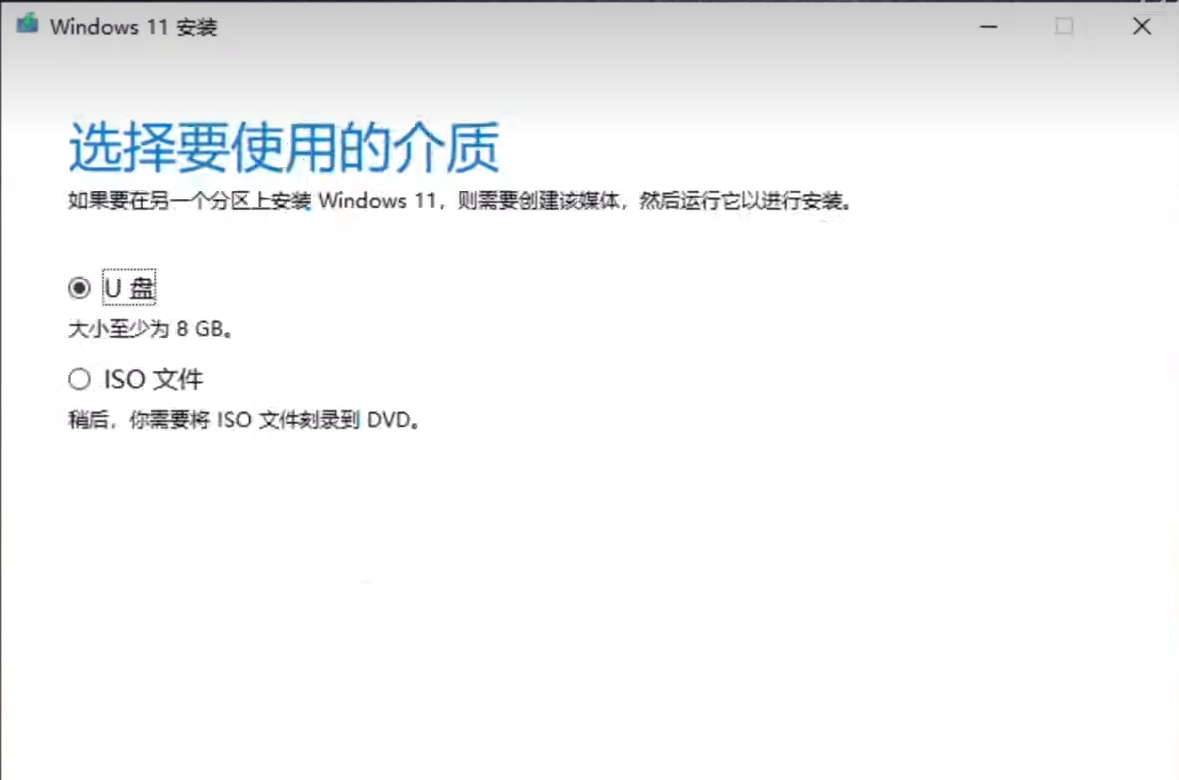 Windows 11 安装
选择要使用的介质
如果要在另一个分区上安装 Windows 11，则需要创建该媒体，然后运行它以进行安装。
U 盘
大小至少为 8 GB。
ISO 文件
稍后，你需要将 ISO 文件刻录到 DVD。